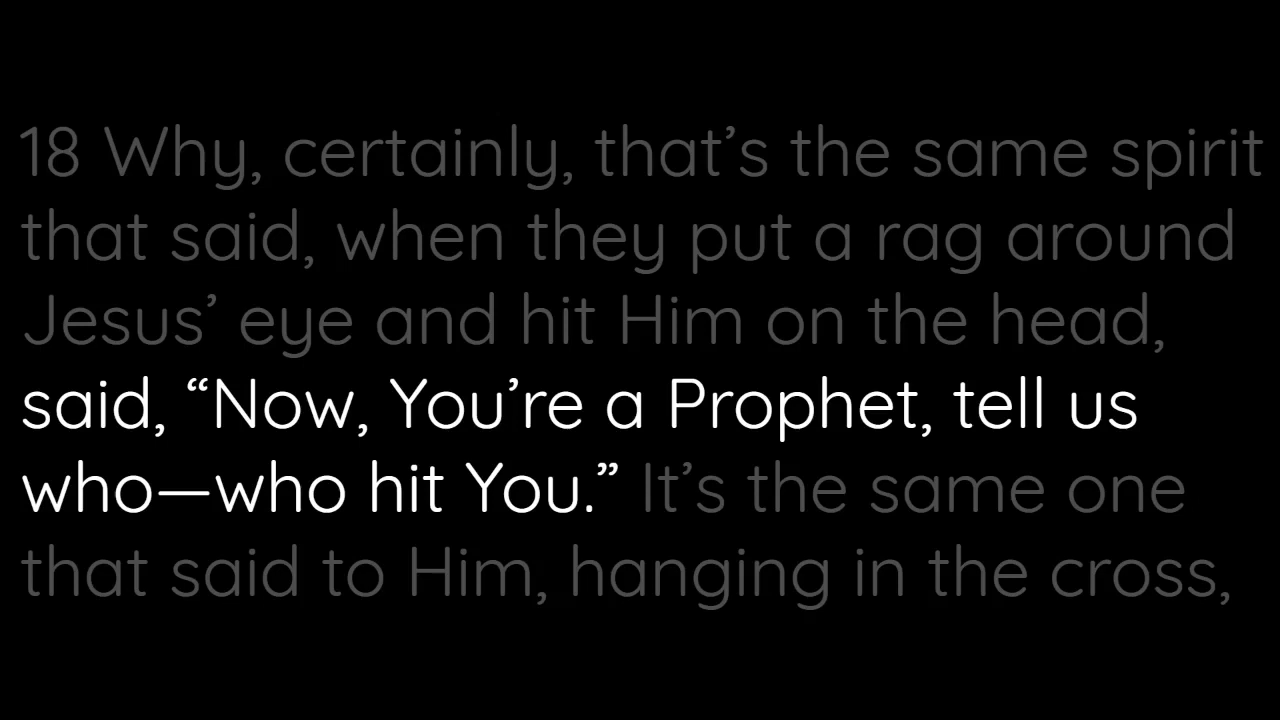 18 Why, certainly, that’s the same spirit
that said, when they put a rag around
Jesus’ eye and hit Him on the head,
said, “Now, You’re a Prophet, tell us
who—who hit You.” It’s the same one
that said to Him, hanging in the cross,